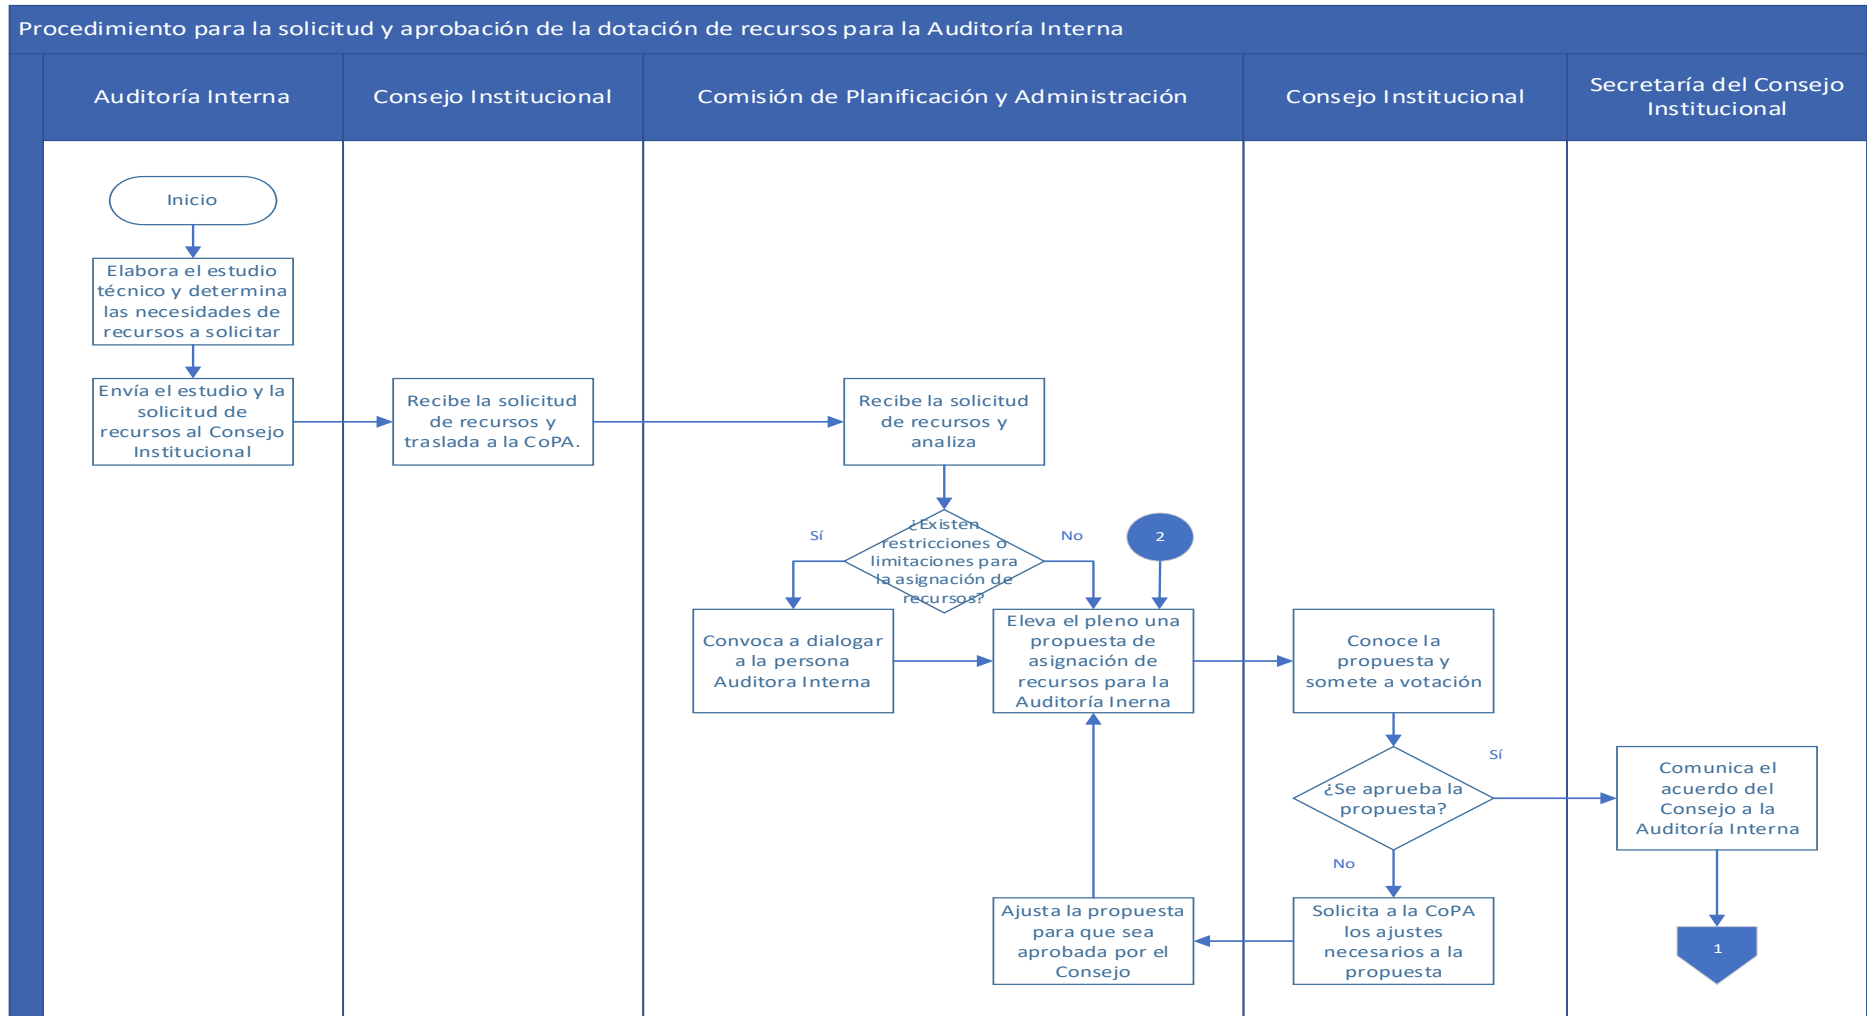 Procedimiento para la solicitud y aprobación de la dotación de recursos para la Auditoría Interna
Auditoría Interna
Consejo Institucional
Comisión de Planificación y Administración
Consejo Institucional
Secretaría del Consejo
Institucional
Inicio
Elabora el estudio
técnico y determina
las necesidades de
recursos a solicitar
Envía el estudio y la
solicitud de
recursos al Consejo
Institucional
Recibe la solicitud
de recursos y
traslada a la CoPA.
Recibe la solicitud
de recursos y
analiza
¿Existen
restricciones o
limitaciones para
la asignación de
recursos?
Sí
No
2
Convoca a dialogar
a la persona
Auditora Interna
Eleva el pleno una
propuesta de
asignación de
recursos para la
Auditoría Inerna
Conoce la
propuesta y
somete a votación
¿Se aprueba la
propuesta?
Sí
No
Comunica el
acuerdo del
Consejo a la
Auditoría Interna
Solicita a la CoPA
los ajustes
necesarios a la
propuesta
Ajusta la propuesta
para que sea
aprobada por el
Consejo
1